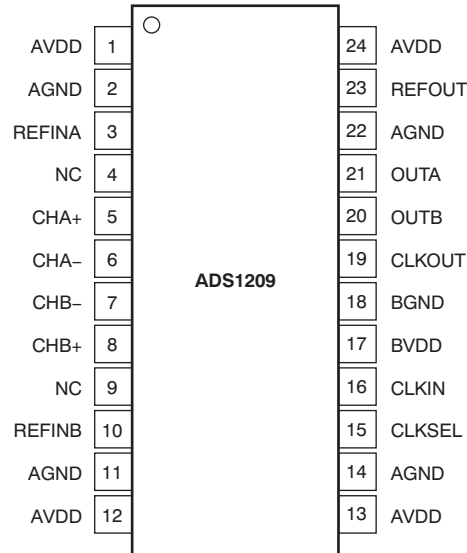 AVDD 1 24 AVDD
AGND 2 23 REFOUT
REFINA 3 22 AGND
NC 4 21 OUTA
CHA+ 5 20 OUTB
CHA− 6 19 CLKOUT
ADS1209
CHB− 7 18 BGND
CHB+ 8 17 BVDD
NC 9 16 CLKIN
REFINB 10 15 CLKSEL
AGND 11 14 AGND
AVDD 12 13 AVDD